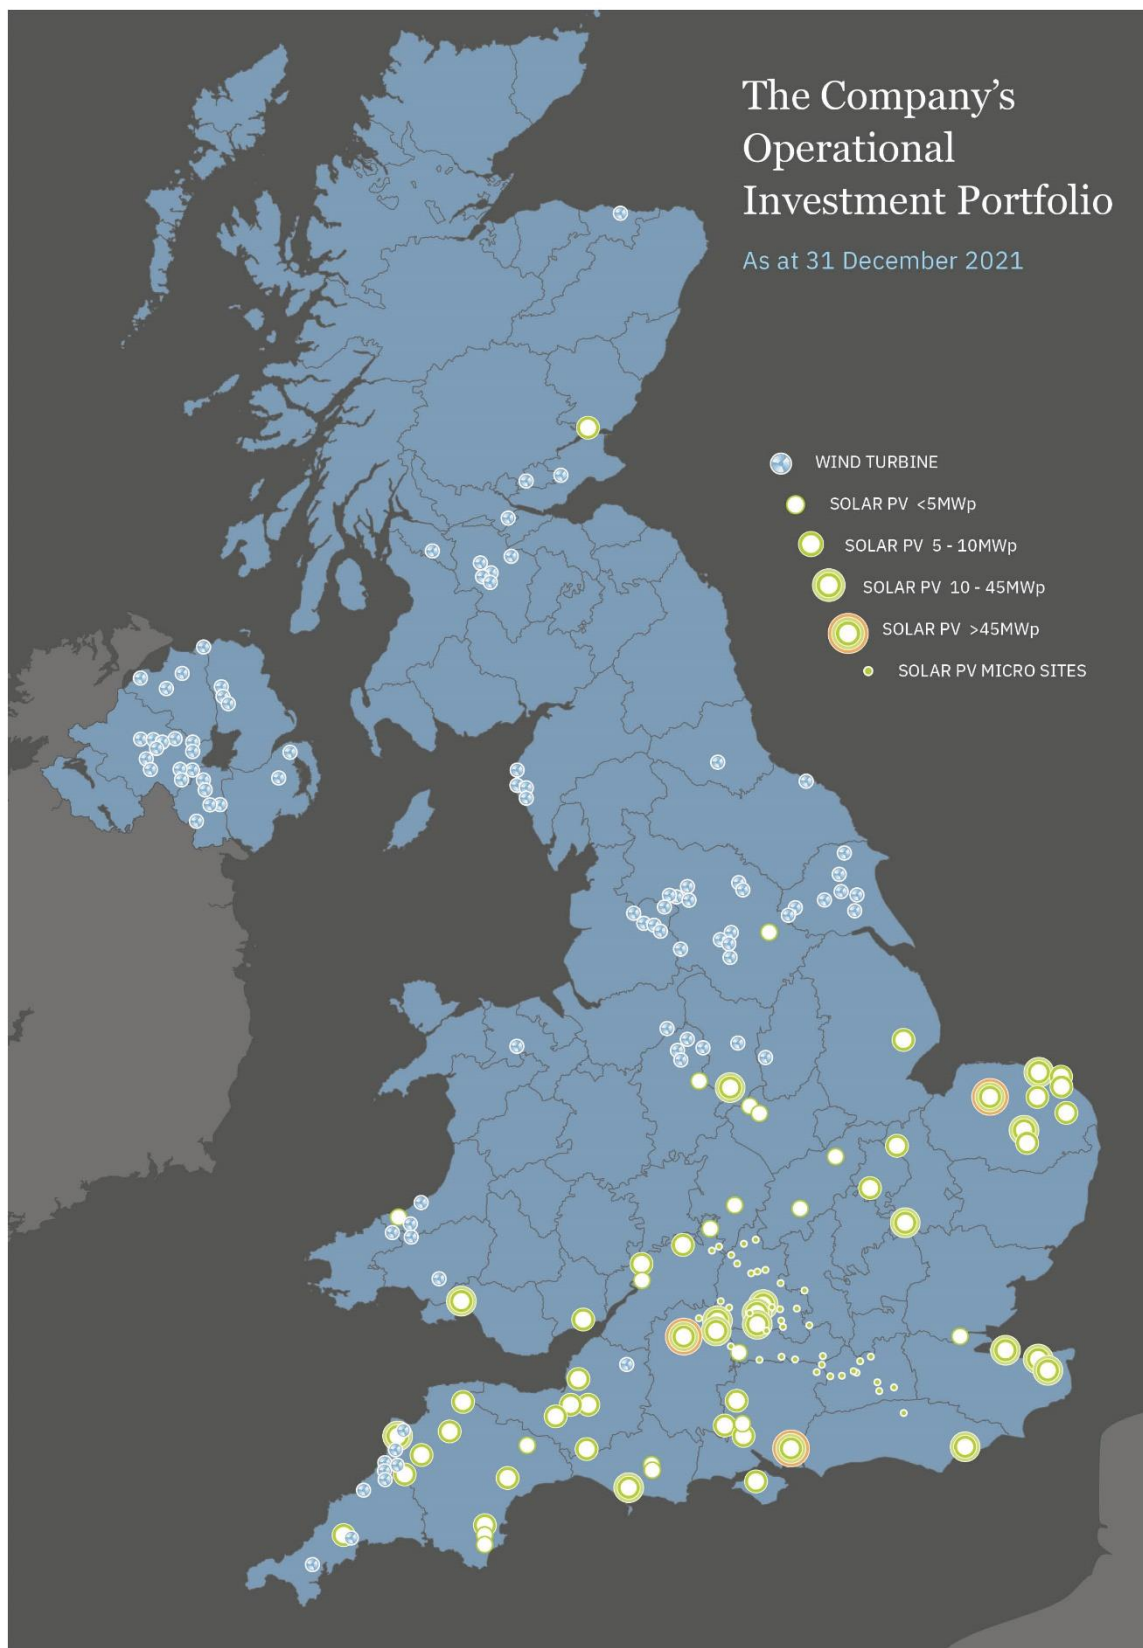 The Company's
Operational
Investment Portfolio
As at 31 December 2021
WIND TURBINE
SOLAR PV <5MWp
SOLAR PV 5 - 10MWp
SOLAR PV 10 - 45MWp
SOLAR PV >45MWp
SOLAR PV MICRO SITES